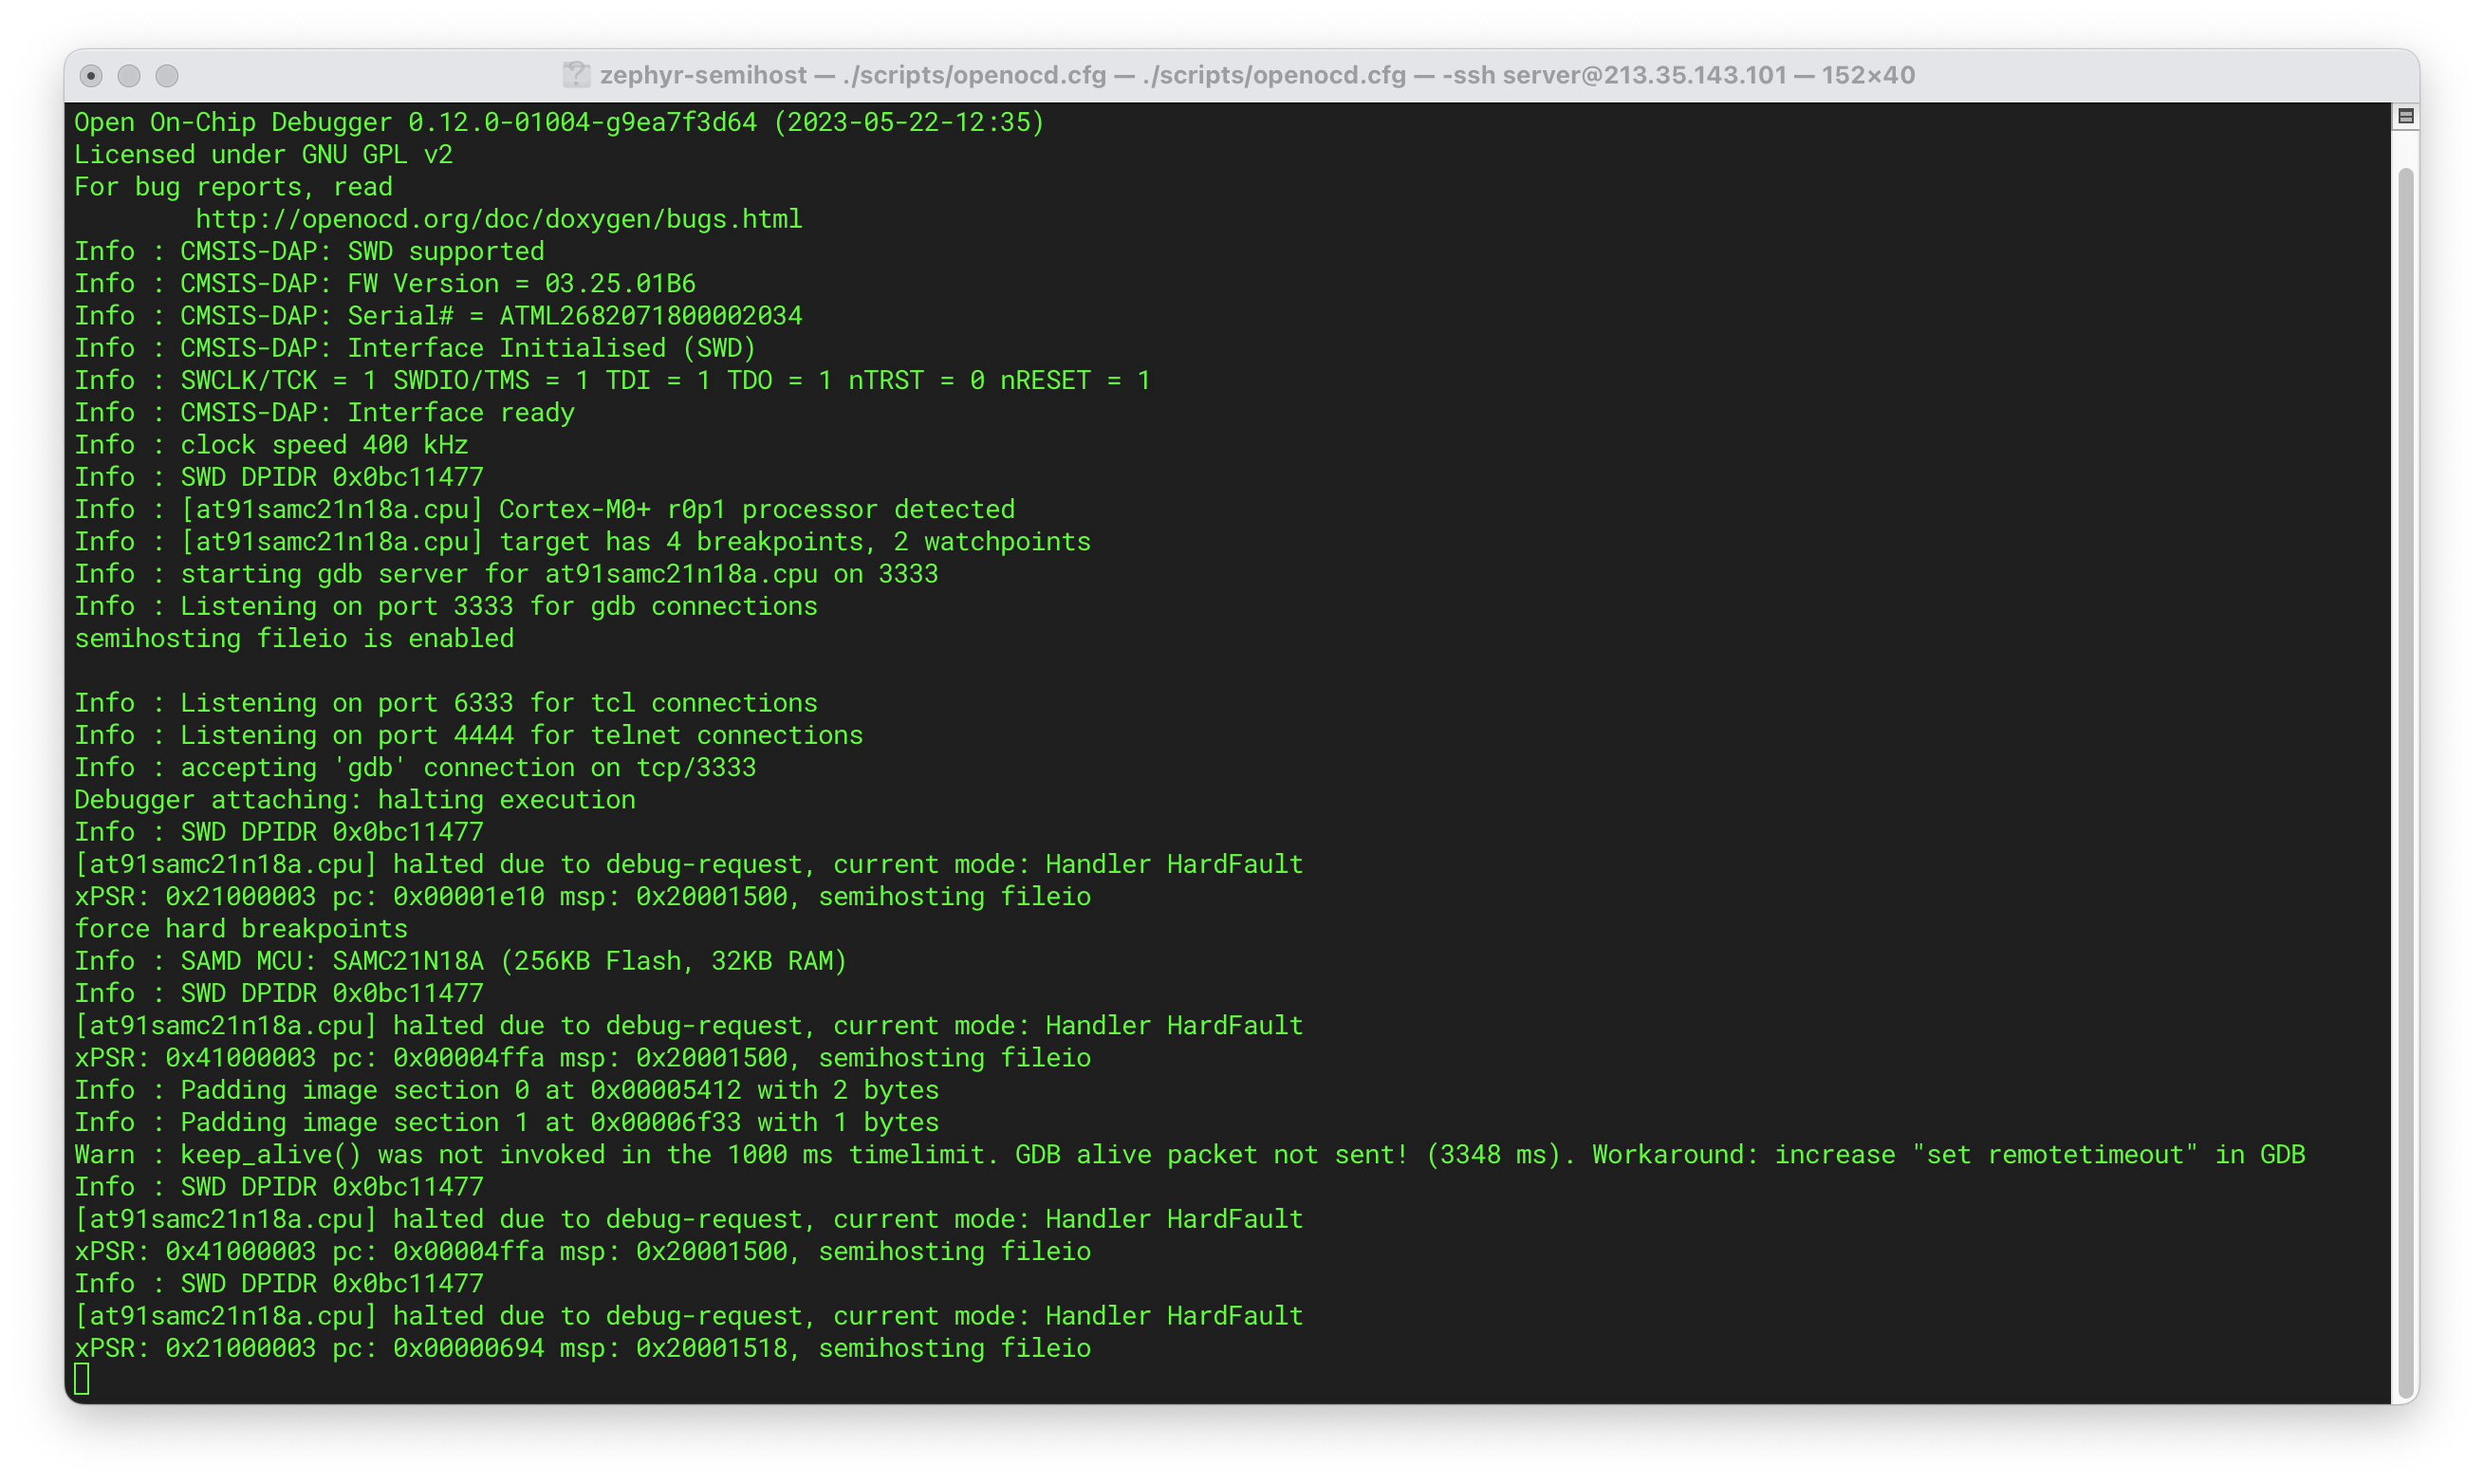 zephyr-semihost — ./scripts/openocd.cfg — ./scripts/openocd.cfg — -ssh server@213.35.143.101 — 152×40
Open On-Chip Debugger 0.12.0-01004-g9ea7f3d64 (2023-05-22-12:35)
Licensed under GNU GPL v2
For bug reports, read
        http://openocd.org/doc/doxygen/bugs.html
Info : CMSIS-DAP: SWD supported
Info : CMSIS-DAP: FW Version = 03.25.01B6
Info : CMSIS-DAP: Serial# = ATML2682071800002034
Info : CMSIS-DAP: Interface Initialised (SWD)
Info : SWCLK/TCK = 1 SWDIO/TMS = 1 TDI = 1 TDO = 1 nTRST = 0 nRESET = 1
Info : CMSIS-DAP: Interface ready
Info : clock speed 400 kHz
Info : SWD DPIDR 0x0bc11477
Info : [at91samc21n18a.cpu] Cortex-M0+ r0p1 processor detected
Info : [at91samc21n18a.cpu] target has 4 breakpoints, 2 watchpoints
Info : starting gdb server for at91samc21n18a.cpu on 3333
Info : Listening on port 3333 for gdb connections
semihosting fileio is enabled

Info : Listening on port 6333 for tcl connections
Info : Listening on port 4444 for telnet connections
Info : accepting 'gdb' connection on tcp/3333
Debugger attaching: halting execution
Info : SWD DPIDR 0x0bc11477
[at91samc21n18a.cpu] halted due to debug-request, current mode: Handler HardFault
xPSR: 0x21000003 pc: 0x00001e10 msp: 0x20001500, semihosting fileio
force hard breakpoints
Info : SAMD MCU: SAMC21N18A (256KB Flash, 32KB RAM)
Info : SWD DPIDR 0x0bc11477
[at91samc21n18a.cpu] halted due to debug-request, current mode: Handler HardFault
xPSR: 0x41000003 pc: 0x00004ffa msp: 0x20001500, semihosting fileio
Info : Padding image section 0 at 0x00005412 with 2 bytes
Info : Padding image section 1 at 0x00006f33 with 1 bytes
Warn : keep_alive() was not invoked in the 1000 ms timelimit. GDB alive packet not sent! (3348 ms). Workaround: increase "set remotetimeout" in GDB
Info : SWD DPIDR 0x0bc11477
[at91samc21n18a.cpu] halted due to debug-request, current mode: Handler HardFault
xPSR: 0x41000003 pc: 0x00004ffa msp: 0x20001500, semihosting fileio
Info : SWD DPIDR 0x0bc11477
[at91samc21n18a.cpu] halted due to debug-request, current mode: Handler HardFault
xPSR: 0x21000003 pc: 0x00000694 msp: 0x20001518, semihosting fileio